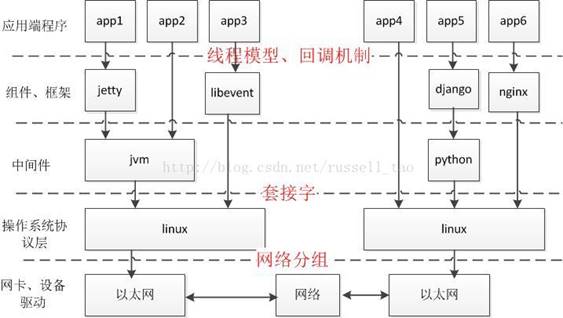 应用端程序
app1 app2 app3 app4 app5 app6
线程模型、回调机制
组件、框架
jetty libevent django nginx
中间件
jvm python
http://blog.csdn.net/russell_tao
套接字
操作系统协
议层
linux linux
网络分组
网卡、设备
驱动
以太网 网络 以太网